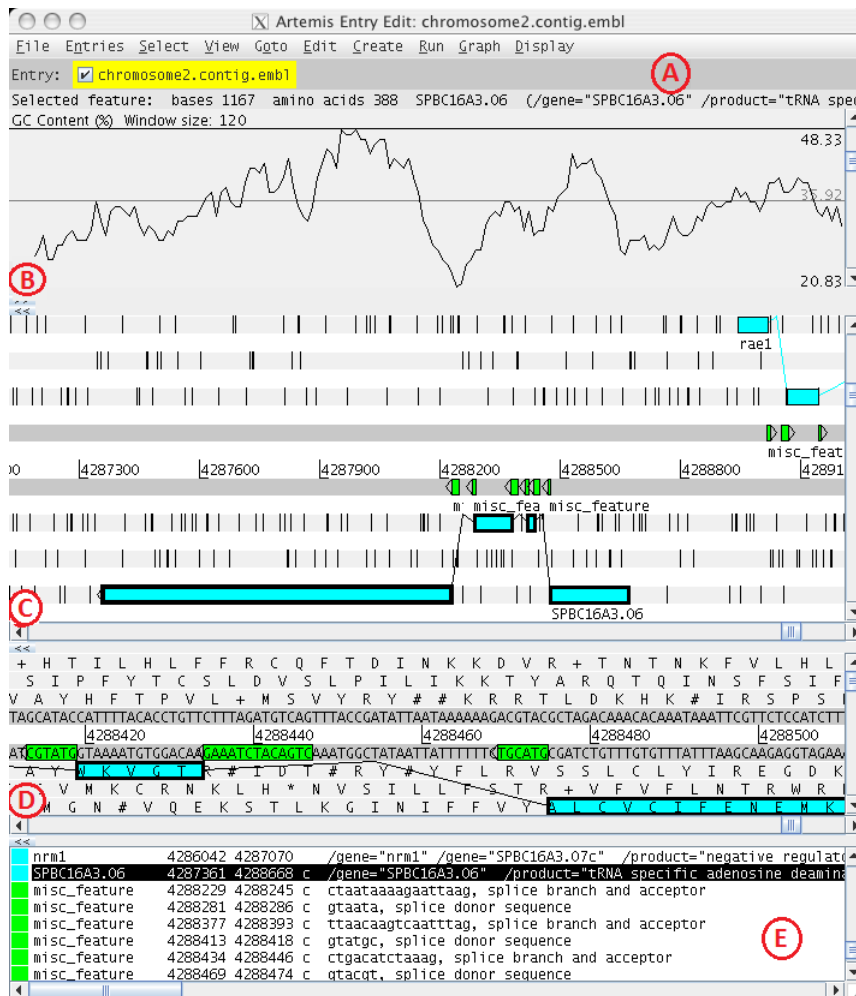 Artemis Entry Edit: chromosome2.contig.embl
File Entries Select View Goto Edit Create Run Graph Display
Entry: chromosome2.contig.embl
A
Selected feature: bases 1167 amino acids 388 SPBC16A3.06 (/gene="SPBC16A3.06" /product="tRNA spec
GC Content (%) Window size: 120
48.33
35.92
20.83
B
<<
<<
rae1
misc_feat
00 4287300 4287600 4287900 4288200 4288500 4288800 42891
m misc_fea misc_feature
C
SPBC16A3.06
<<
+ H T I L H L F F R C Q F T D I N K K D V R + T N T N K F V L H L
S I P F Y T C S L D V S L P I L I K K T Y A R Q T Q I N S F S I F
V A Y H F T P V L + M S V Y R Y # # K R R T L D K H K # I R S P S
TAGCATACCATTTTACACCTGTTCTTTAGATGTCAGTTTACCGATATTAATAAAAAAGACGTACGCTAGACAAACACAAATAAATTCGTTCTCCATCTTT
4288420 4288440 4288460 4288480 4288500
ATCGTATGGTAAAATGTGGACAAGAAATCTACAGTCAAATGGCTATAATTATTTTTTCTGCATGCGATCTGTTTGTGTTTATTTAAGCAAGAGGTAGAAA
A Y W K V G T R # I D T # R Y # Y F L R V S S L C L Y I R E G D K
V M K C R N K L H * N V S I L L F S T R + V F V F L N T R W R
D
M G N # V Q E K S T L K G I N I F F V Y A L C V C I F E N E M K
<<
nrm1 4286042 4287070 /gene="nrm1" /gene="SPBC16A3.07c" /product="negative regulato
SPBC16A3.06 4287361 4288668 c /gene="SPBC16A3.06" /product="tRNA specific adenosine deamina
misc_feature 4288229 4288245 c ctaataaaagaattaag, splice branch and acceptor
misc_feature 4288281 4288286 c gtaata, splice donor sequence
misc_feature 4288377 4288393 c ttaacaagtcaatttag, splice branch and acceptor
misc_feature 4288413 4288418 c gtatgc, splice donor sequence
misc_feature 4288434 4288446 c ctgacatctaaag, splice branch and acceptor
misc_feature 4288469 4288474 c gtacgt, splice donor sequence
E